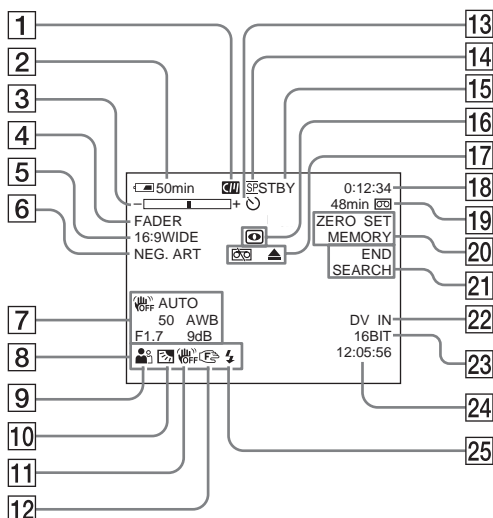 1
2
3
4
5
6
7
8
9
10
11
12
13
14
15
16
17
18
19
20
21
22
23
24
25
50min SP STBY 0:12:34
− + 48min
FADER ZERO SET
16:9WIDE MEMORY
NEG. ART END
SEARCH
OFF AUTO
50 AWB DV IN
F1.7 9dB 16BIT
OFF F 12:05:56